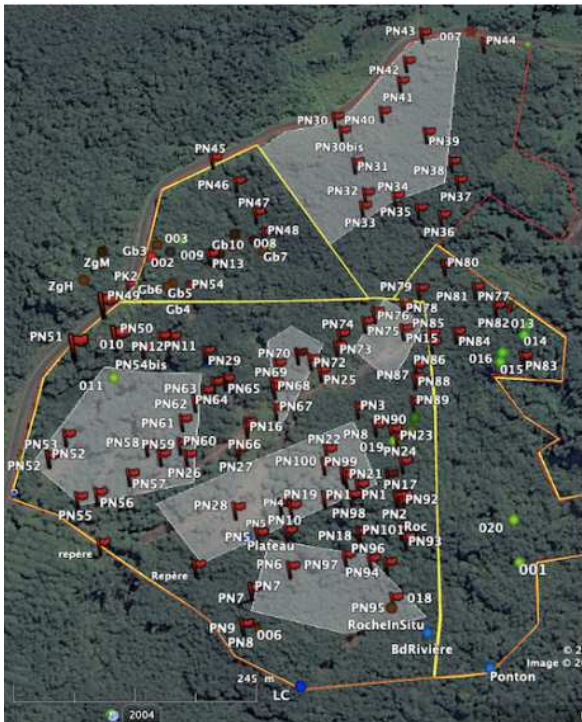 PN43
007
PN44
PN42
PN41
PN30
PN40
PN30bis
PN39
PN45
PN31
PN38
PN46
PN32
PN34
PN37
PN33
PN35
PN47
PN36
PN48
003
Gb10
008
Gb3
002
009
PN13
Gb7
ZgM
PN80
ZgH
PK2
Gb6
Gb5
PN54
PN79
PN81
PN77
PN49
Gb4
PN78
PN76
PN82
013
PN50
PN75
PN85
PN51
010
PN12
PN11
PN74
PN15
PN84
014
PN73
016
PN29
PN70
PN72
PN83
015
PN54bis
PN86
PN69
PN87
011
PN63
PN65
PN68
PN25
PN88
PN64
PN62
PN67
PN89
PN3
PN61
PN16
PN90
PN8
PN23
PN53
PN60
PN22
019
PN52
PN52
PN58
PN59
PN66
PN24
PN27
PN100
PN99
PN26
PN21
PN17
PN57
PN56
PN19
PN1
PN1
PN92
PN55
PN28
PN4
PN98
PN2
PN10
PN5
PN5
PN101
Roc
020
Plateau
PN18
PN93
repère
PN96
Repère
PN6
PN97
PN94
001
PN7
PN7
018
PN95
PN9
006
RocheInSitu
PN8
BdRivière
© 2
Image © 20
245 m
Ponton
LC
2004